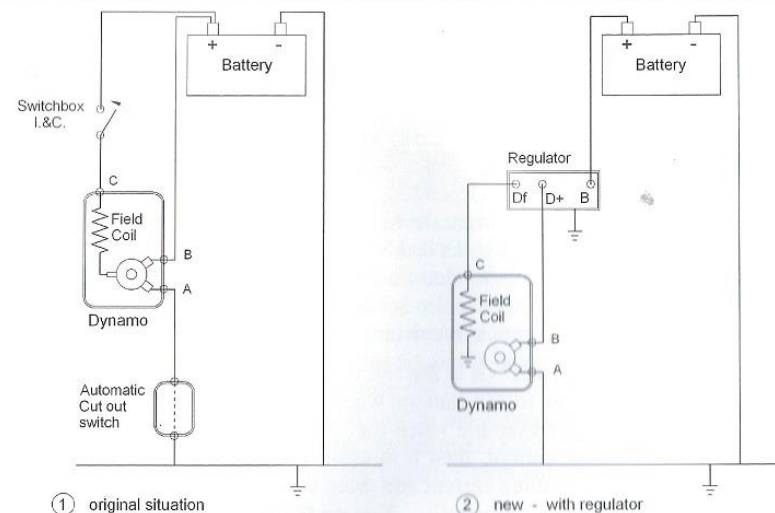 + -
Battery
Switchbox
I.&C.
C
Field
Coil
B
A
Dynamo
Automatic
Cut out
switch
1 original situation
+ -
Battery
Regulator
Df D+ B
C
Field
Coil
B
A
Dynamo
2 new - with regulator